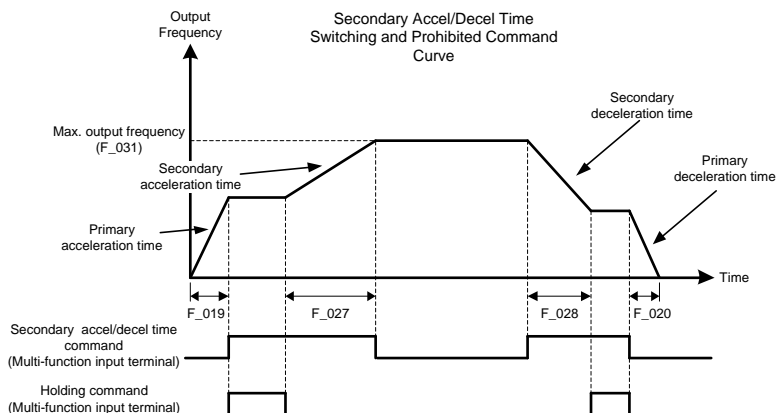 Output
Frequency
Secondary Accel/Decel Time
Switching and Prohibited Command
Curve
Secondary
deceleration time
Max. output frequency
(F_031)
Secondary
acceleration time
Primary
deceleration time
Primary
acceleration time
Time
F_019
F_027
F_028
F_020
Secondary accel/decel time
command
(Multi-function input terminal)
Holding command
(Multi-function input terminal)